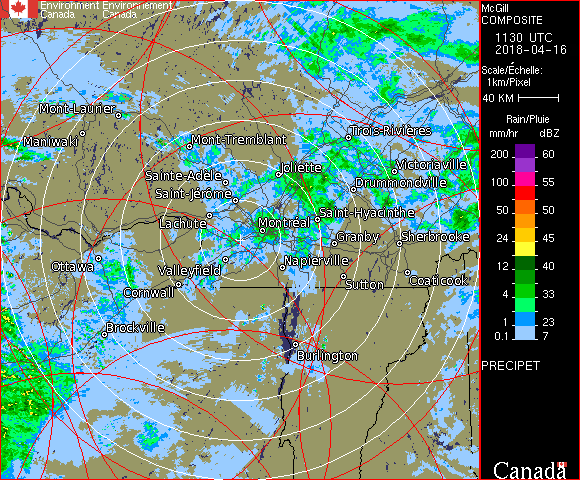 Environment Environnement
Canada Canada
McGill
COMPOSITE
1130 UTC
2018-04-16
Scale/Échelle:
1km/Pixel
40 KM
Rain/Pluie
mm/hr dBZ
200 60
150 57
100 55
50 50
24 45
12 40
4 33
1 23
0.1 7
PRECIPET
Canada
Mont-Laurier
Maniwaki
Mont-Tremblant
Trois-Rivières
Sainte-Adèle
Joliette
Victoriaville
Saint-Jérôme
Drummondville
Lachute
Montréal
Saint-Hyacinthe
Granby
Sherbrooke
Ottawa
Valleyfield
Napierville
Cornwall
Sutton
Coaticook
Brockville
Burlington